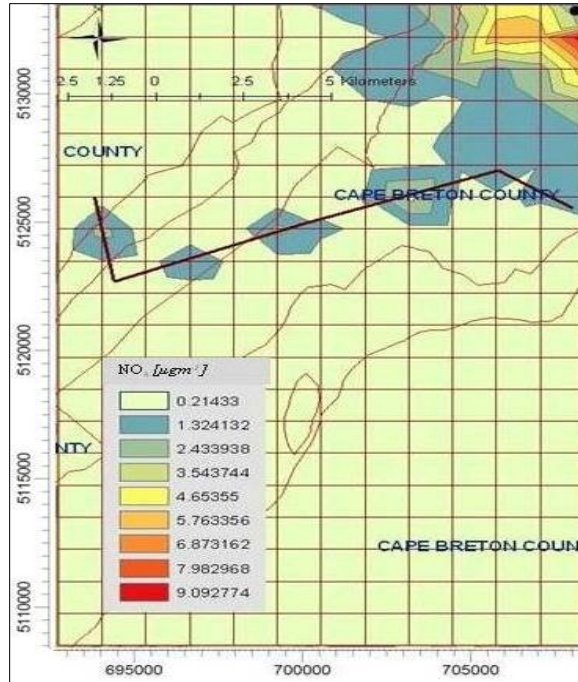 2.5 1.25 0 2.5 5 Kilometers
5130000
COUNTY
CAPE BRETON COUNTY
5125000
5120000
NO [µgm⁻³]
0.21433
1.324132
2.433938
3.543744
NTY
4.65355
5115000
5.763356
6.873162
CAPE BRETON COUN
7.982968
9.092774
5110000
695000 700000 705000